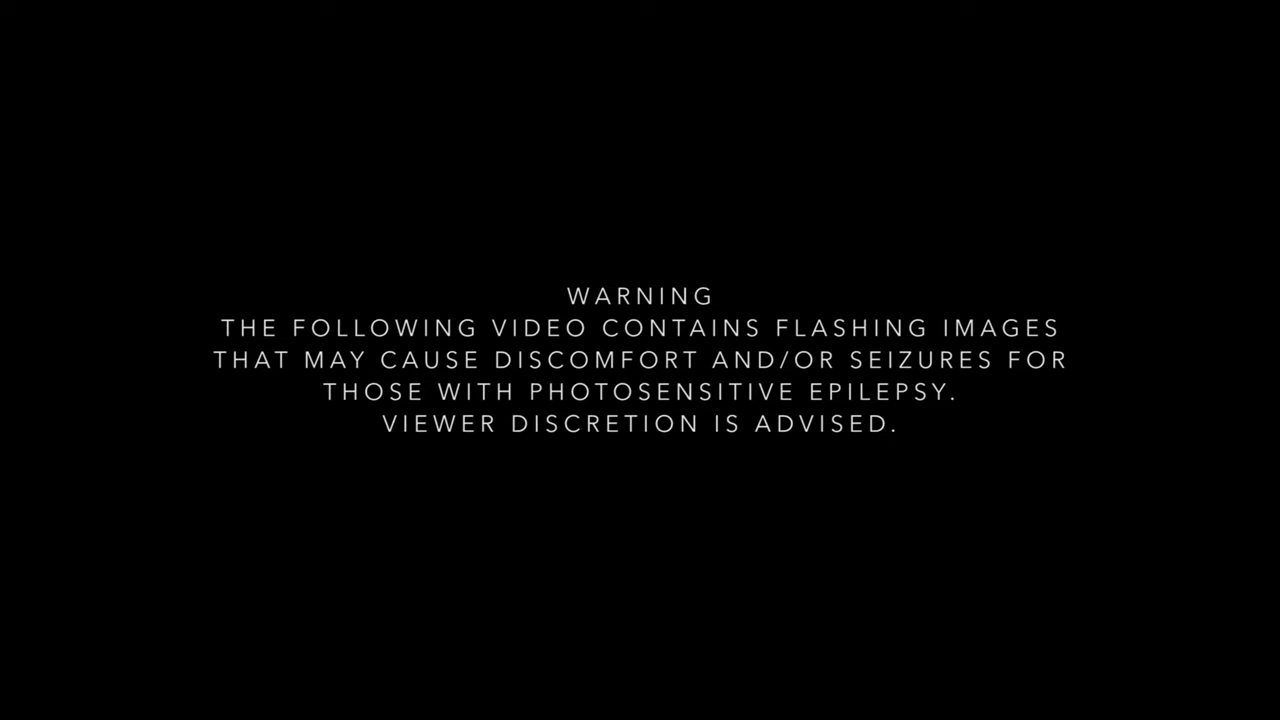 WARNING
THE FOLLOWING VIDEO CONTAINS FLASHING IMAGES
THAT MAY CAUSE DISCOMFORT AND/OR SEIZURES FOR
THOSE WITH PHOTOSENSITIVE EPILEPSY.
VIEWER DISCRETION IS ADVISED.